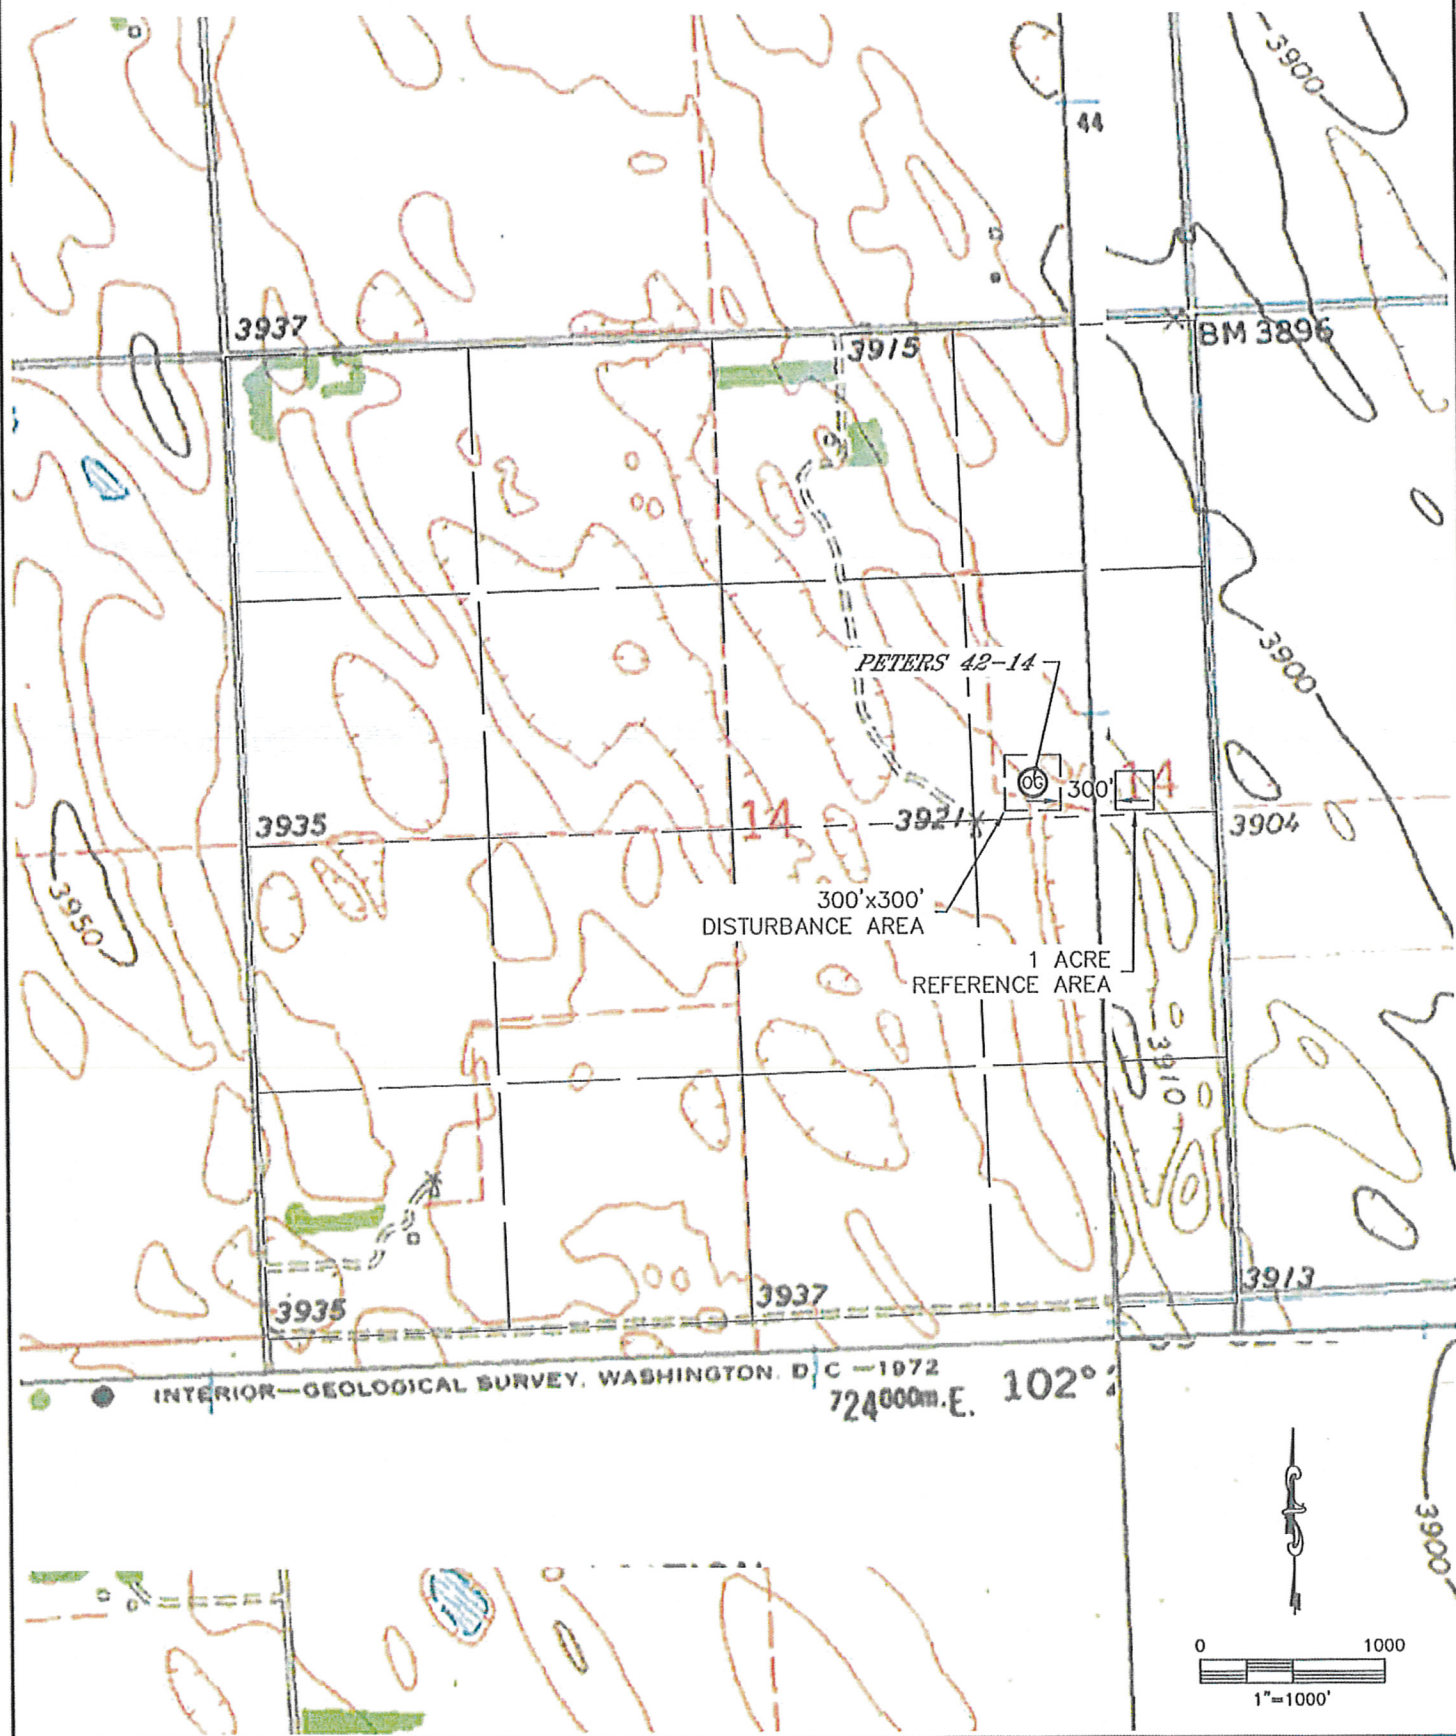 3900
44
3937
3915
BM 3896
3900
PETERS 42-14
OG
300'
14
3935
14
3921
3904
3950
300'x300'
DISTURBANCE AREA
1 ACRE
REFERENCE AREA
3910
3935
3937
3913
INTERIOR—GEOLOGICAL SURVEY, WASHINGTON, D C —1972
724000m.E.
102°
3900
0 1000
1"=1000'